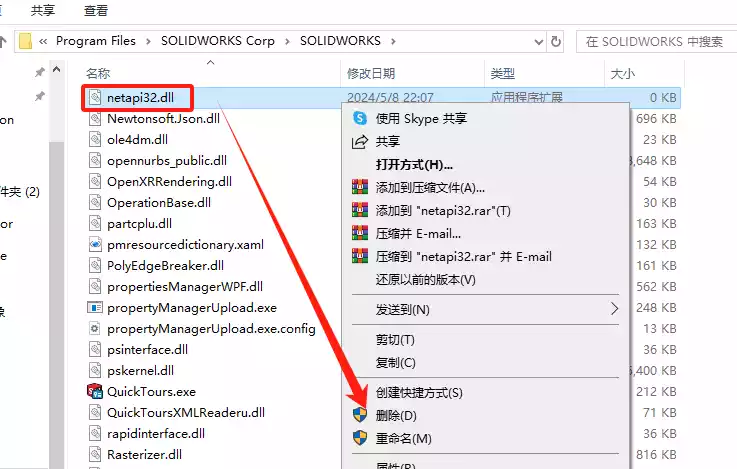 共享 查看
Program Files SOLIDWORKS Corp SOLIDWORKS 在 SOLIDWORKS 中搜索
名称 修改日期 类型 大小
netapi32.dll 2024/5/8 22:07 应用程序扩展 0 KB
Newtonsoft.Json.dll 使用 Skype 共享 696 KB
ole4dm.dll 共享 23 KB
opennurbs_public.dll 打开方式(H)... ,648 KB
OpenXRRendering.dll 添加到压缩文件(A)... 54 KB
件夹 (2) OperationBase.dll 添加到 "netapi32.rar"(T) 30 KB
or partcplu.dll 压缩并 E-mail... 163 KB
pmresourcedictionary.xaml 压缩到 "netapi32.rar" 并 E-mail 132 KB
e PolyEdgeBreaker.dll 还原以前的版本(V) 161 KB
propertiesManagerWPF.dll 562 KB
propertyManagerUpload.exe 发送到(N) 248 KB
propertyManagerUpload.exe.config 剪切(T) 13 KB
psinterface.dll 36 KB
pskernel.dll 复制(C) ,400 KB
QuickTours.exe 创建快捷方式(S) 212 KB
QuickToursXMLReaderu.dll 删除(D) 71 KB
rapidinterface.dll 重命名(M) 36 KB
Rasterizer.dll 816 KB